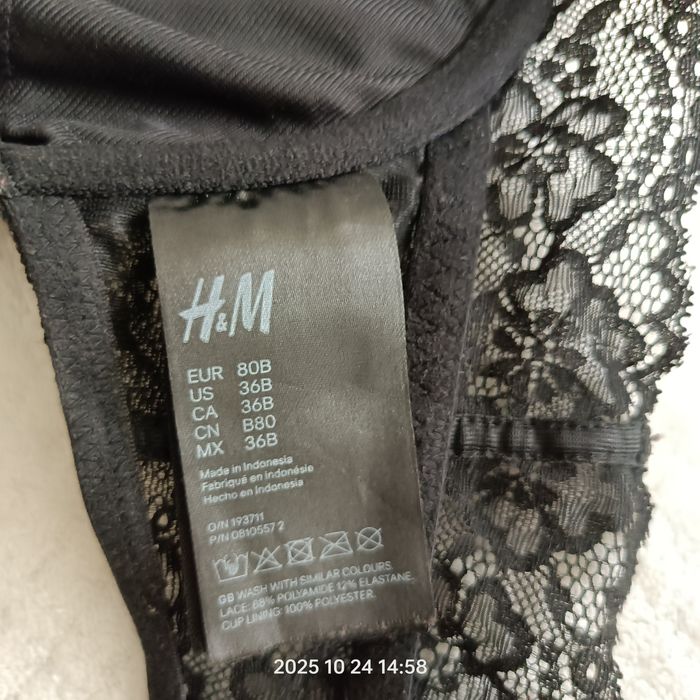 H&M
EUR 80B
US 36B
CA 36B
CN B80
MX 36B
Made in Indonesia
Fabriqué en Indonésie
Hecho en Indonesia
O/N 193711
P/N 0810557 2
GB WASH WITH SIMILAR COLOURS.
LACE: 88% POLYAMIDE 12% ELASTANE.
CUP LINING: 100% POLYESTER.
2025 10 24 14:58